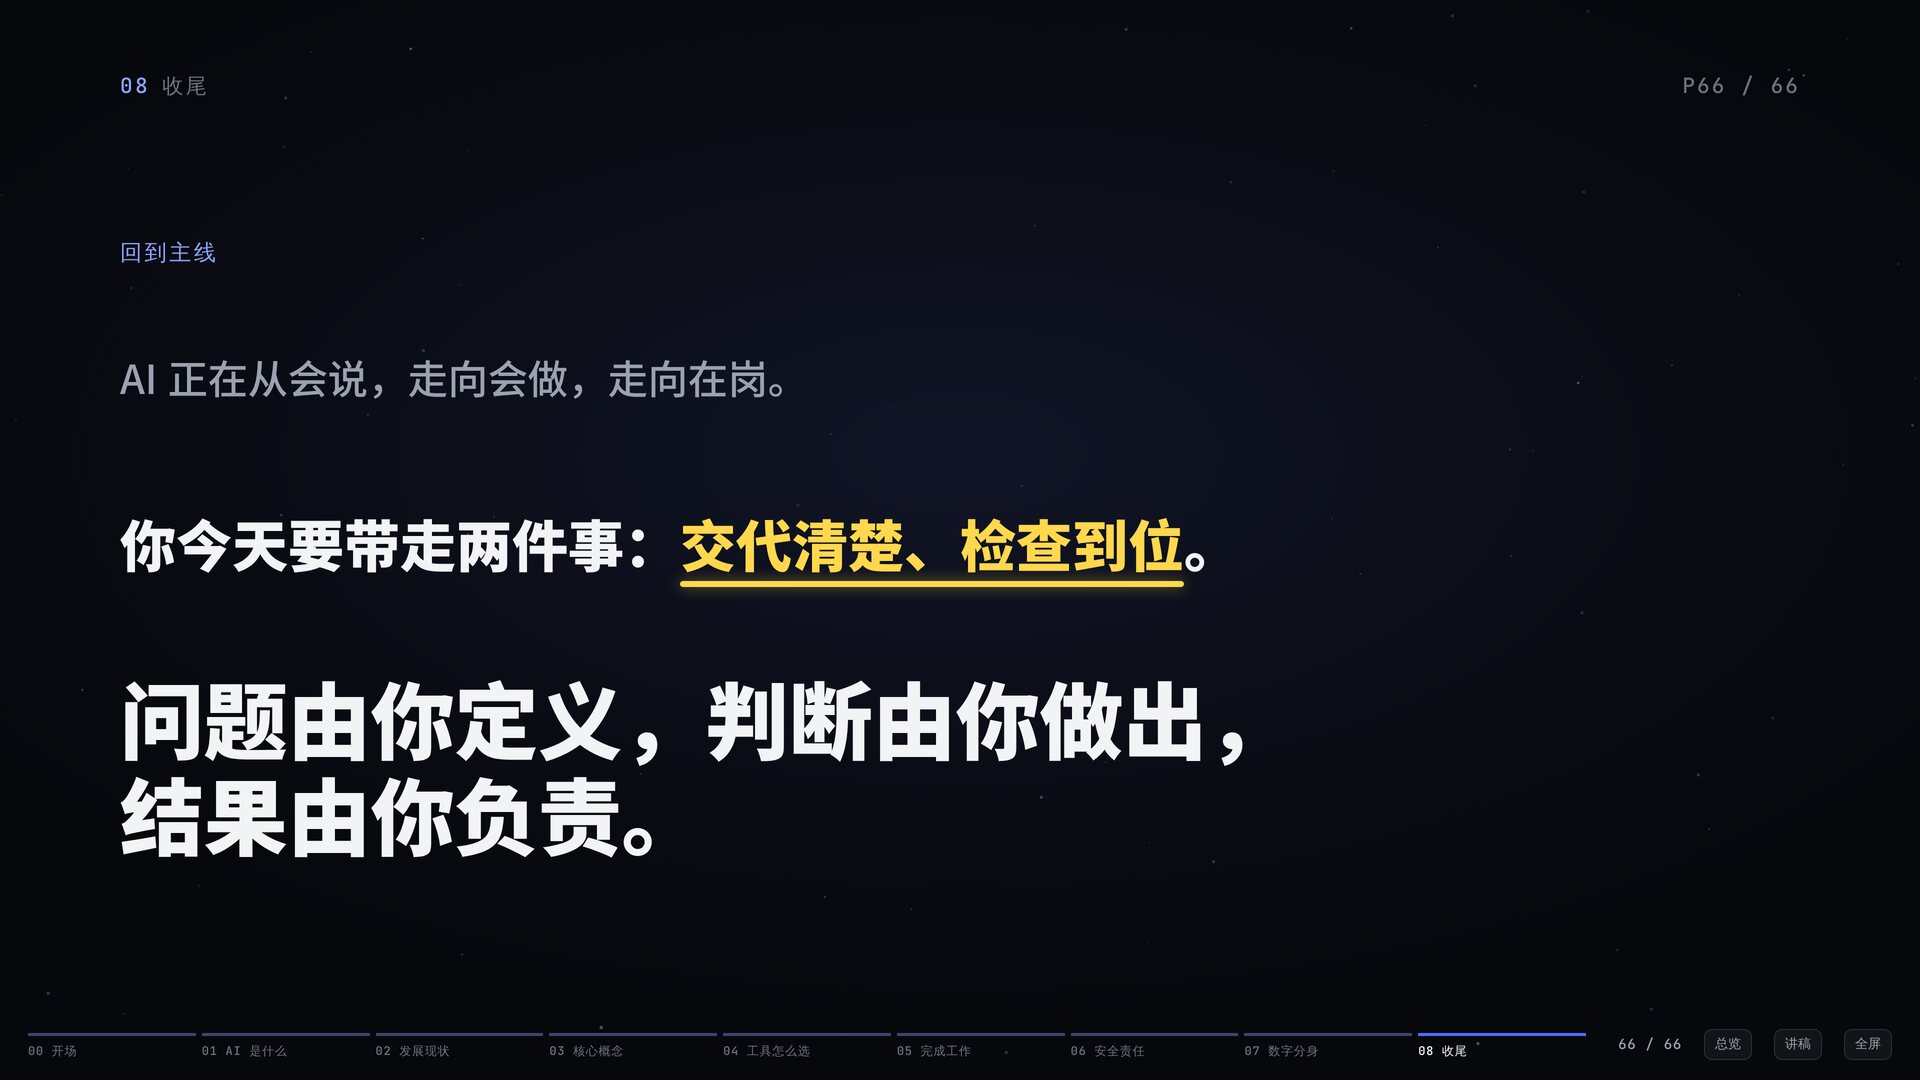 08 收尾
P66 / 66
回到主线
AI 正在从会说，走向会做，走向在岗。
你今天要带走两件事：交代清楚、检查到位。
问题由你定义，判断由你做出，
结果由你负责。
00 开场
01 AI 是什么
02 发展现状
03 核心概念
04 工具怎么选
05 完成工作
06 安全责任
07 数字分身
08 收尾
66 / 66
总览
讲稿
全屏